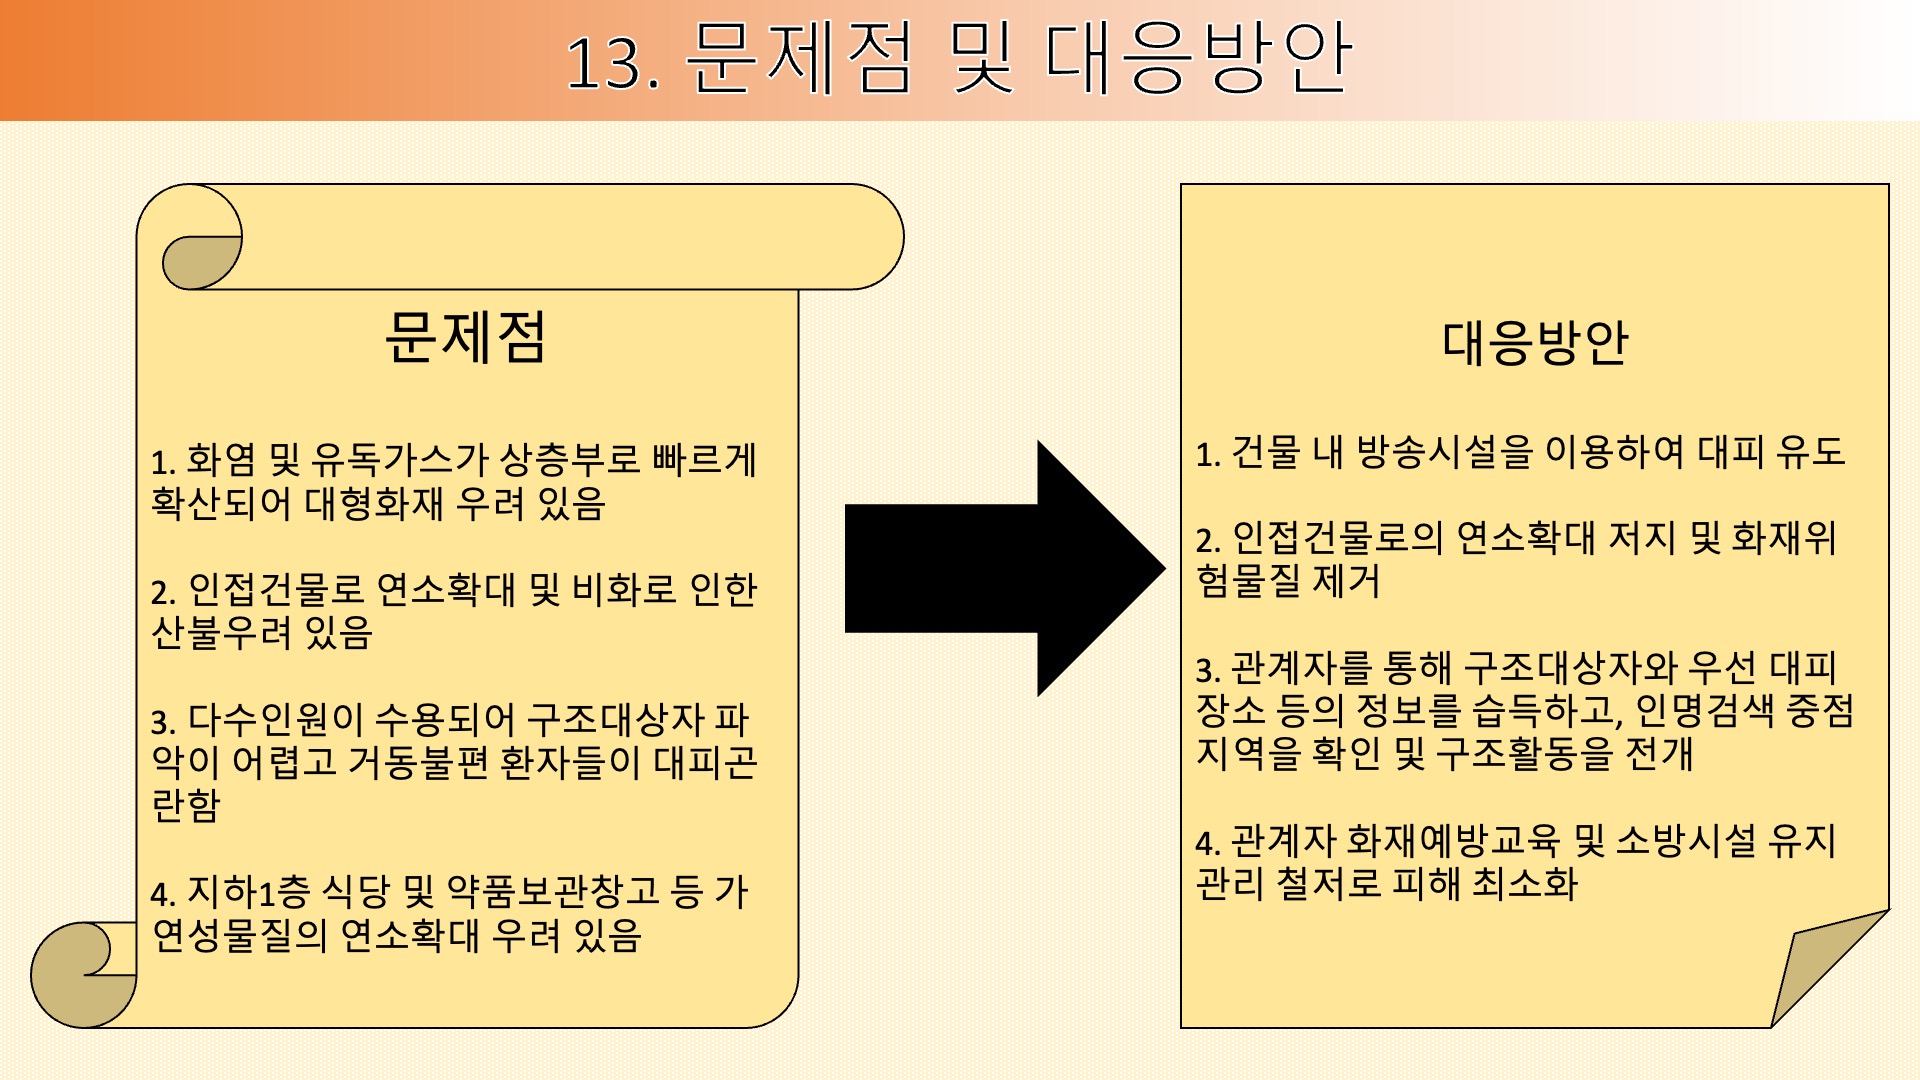 13. 문제점 및 대응방안
문제점
1. 화염 및 유독가스가 상층부로 빠르게
확산되어 대형화재 우려 있음
2. 인접건물로 연소확대 및 비화로 인한
산불우려 있음
3. 다수인원이 수용되어 구조대상자 파
악이 어렵고 거동불편 환자들이 대피곤
란함
4. 지하1층 식당 및 약품보관창고 등 가
연성물질의 연소확대 우려 있음
대응방안
1. 건물 내 방송시설을 이용하여 대피 유도
2. 인접건물로의 연소확대 저지 및 화재위
험물질 제거
3. 관계자를 통해 구조대상자와 우선 대피
장소 등의 정보를 습득하고, 인명검색 중점
지역을 확인 및 구조활동을 전개
4. 관계자 화재예방교육 및 소방시설 유지
관리 철저로 피해 최소화